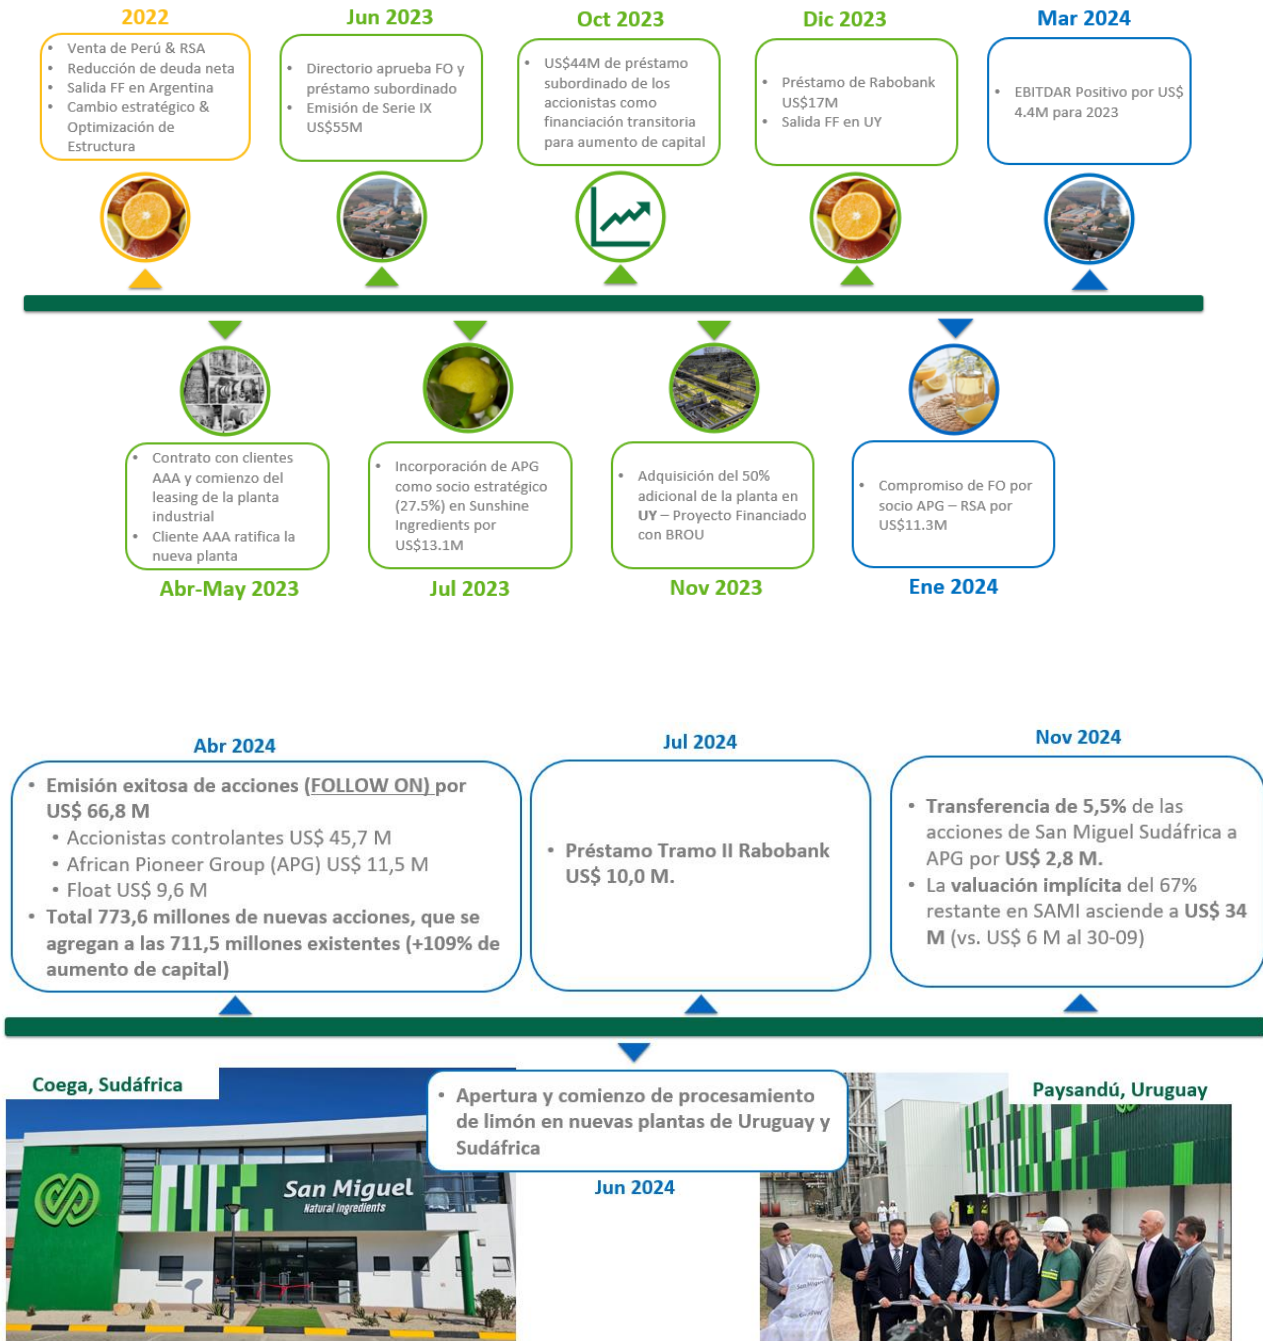 2022
• Venta de Perú & RSA
• Reducción de deuda neta
• Salida FF en Argentina
• Cambio estratégico &
Optimización de
Estructura
Jun 2023
• Directorio aprueba FO y
préstamo subordinado
• Emisión de Serie IX
US$55M
Oct 2023
• US$44M de préstamo
subordinado de los
accionistas como
financiación transitoria
para aumento de capital
Dic 2023
• Préstamo de Rabobank
US$17M
• Salida FF en UY
Mar 2024
• EBITDAR Positivo por US$
4.4M para 2023
• Contrato con clientes
AAA y comienzo del
leasing de la planta
industrial
• Cliente AAA ratifica la
nueva planta
Abr-May 2023
• Incorporación de APG
como socio estratégico
(27.5%) en Sunshine
Ingredients por
US$13.1M
Jul 2023
• Adquisición del 50%
adicional de la planta en
UY – Proyecto Financiado
con BROU
Nov 2023
• Compromiso de FO por
socio APG – RSA por
US$11.3M
Ene 2024
Abr 2024
• Emisión exitosa de acciones (FOLLOW ON) por
US$ 66,8 M
• Accionistas controlantes US$ 45,7 M
• African Pioneer Group (APG) US$ 11,5 M
• Float US$ 9,6 M
• Total 773,6 millones de nuevas acciones, que se
agregan a las 711,5 millones existentes (+109% de
aumento de capital)
Jul 2024
• Préstamo Tramo II Rabobank
US$ 10,0 M.
Nov 2024
• Transferencia de 5,5% de las
acciones de San Miguel Sudáfrica a
APG por US$ 2,8 M.
• La valuación implícita del 67%
restante en SAMI asciende a US$ 34
M (vs. US$ 6 M al 30-09)
Coega, Sudáfrica
San Miguel
Natural Ingredients
• Apertura y comienzo de procesamiento
de limón en nuevas plantas de Uruguay y
Sudáfrica
Jun 2024
Paysandú, Uruguay
San Miguel